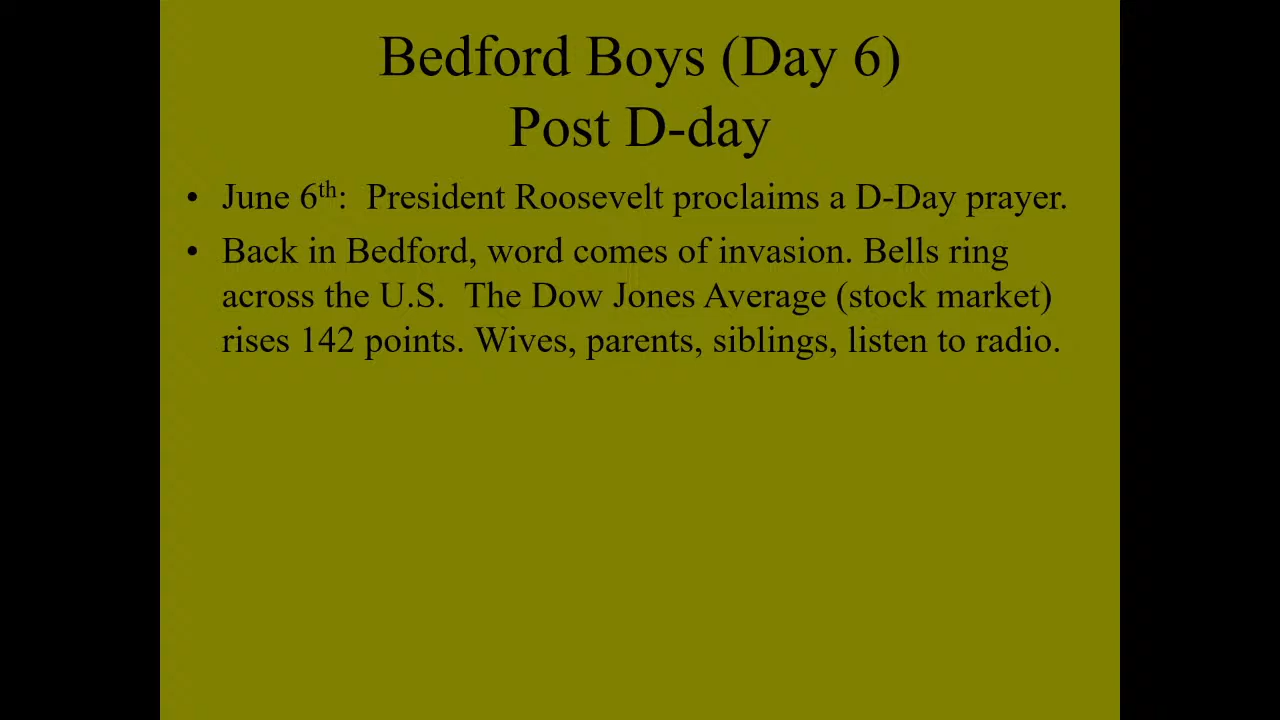 Bedford Boys (Day 6)
Post D-day
• June 6th:  President Roosevelt proclaims a D-Day prayer.
• Back in Bedford, word comes of invasion. Bells ring
across the U.S.  The Dow Jones Average (stock market)
rises 142 points. Wives, parents, siblings, listen to radio.